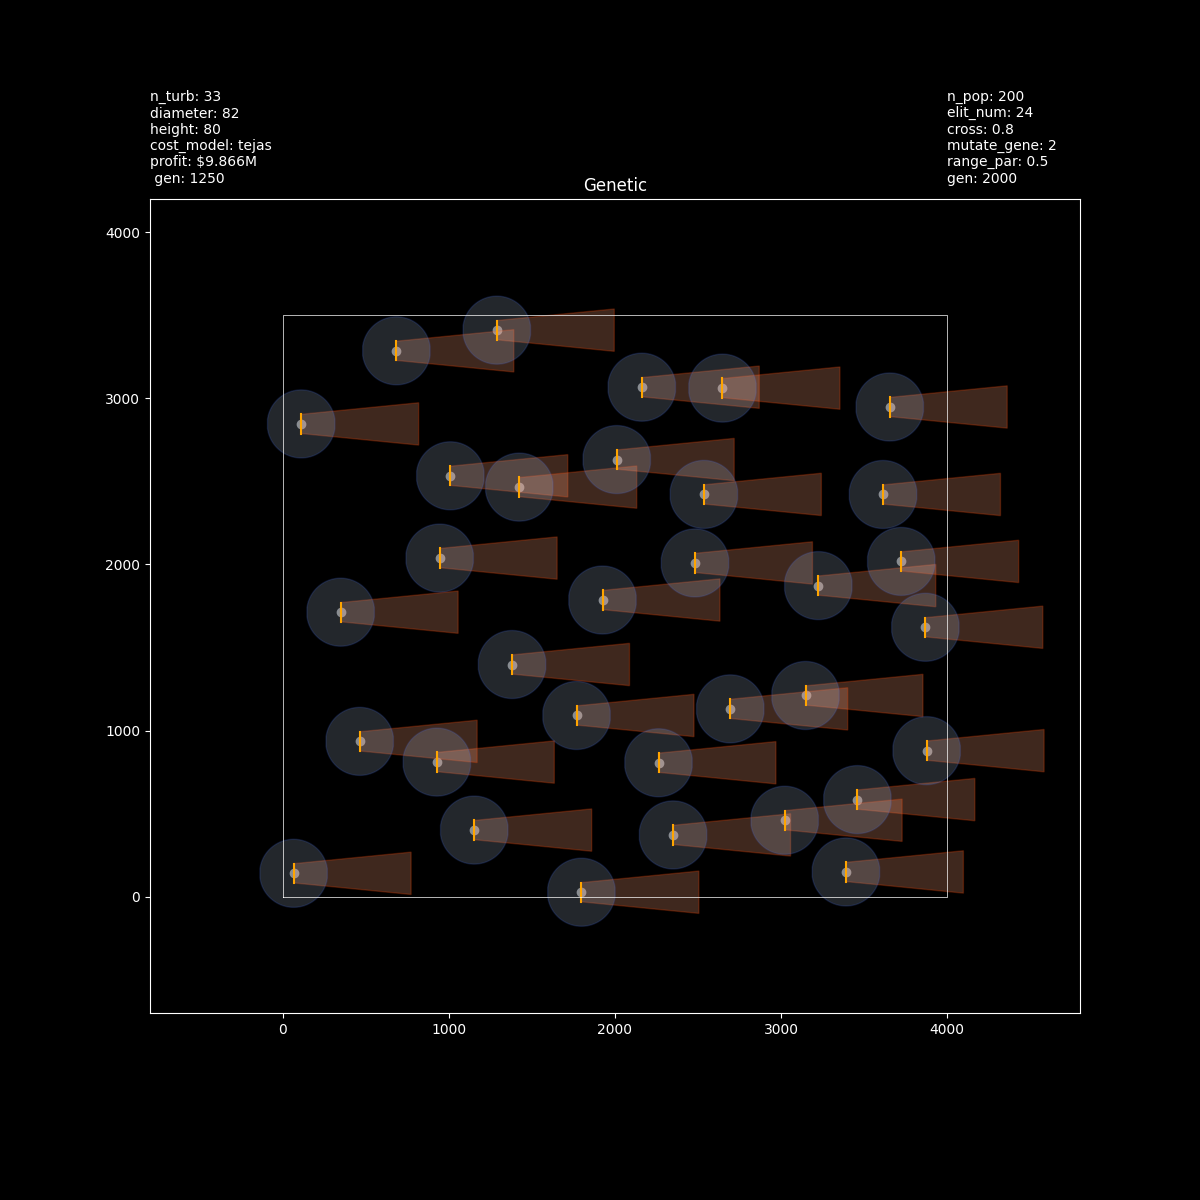 n_turb: 33
diameter: 82
height: 80
cost_model: tejas
profit: $9.866M
gen: 1250
n_pop: 200
elit_num: 24
cross: 0.8
mutate_gene: 2
range_par: 0.5
gen: 2000
Genetic
4000
3000
2000
1000
0
0
1000
2000
3000
4000